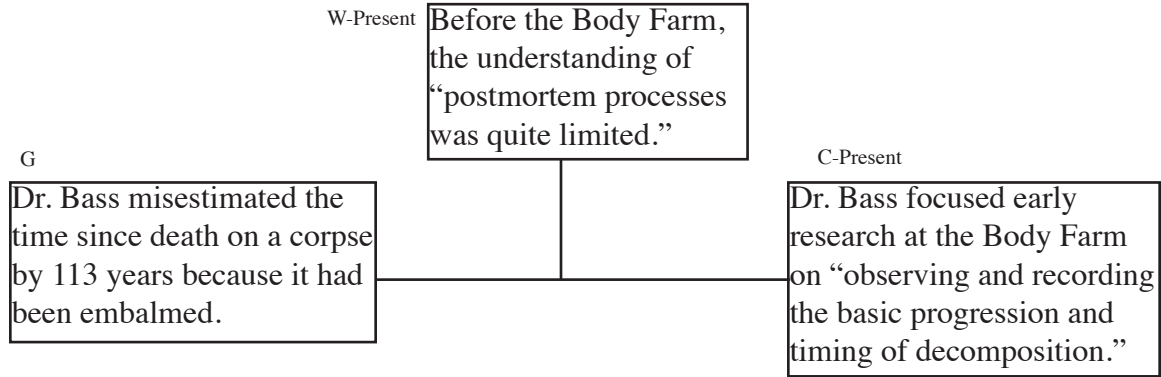 W-Present
Before the Body Farm,
the understanding of
“postmortem processes
was quite limited.”
G
Dr. Bass misestimated the
time since death on a corpse
by 113 years because it had
been embalmed.
C-Present
Dr. Bass focused early
research at the Body Farm
on “observing and recording
the basic progression and
timing of decomposition.”